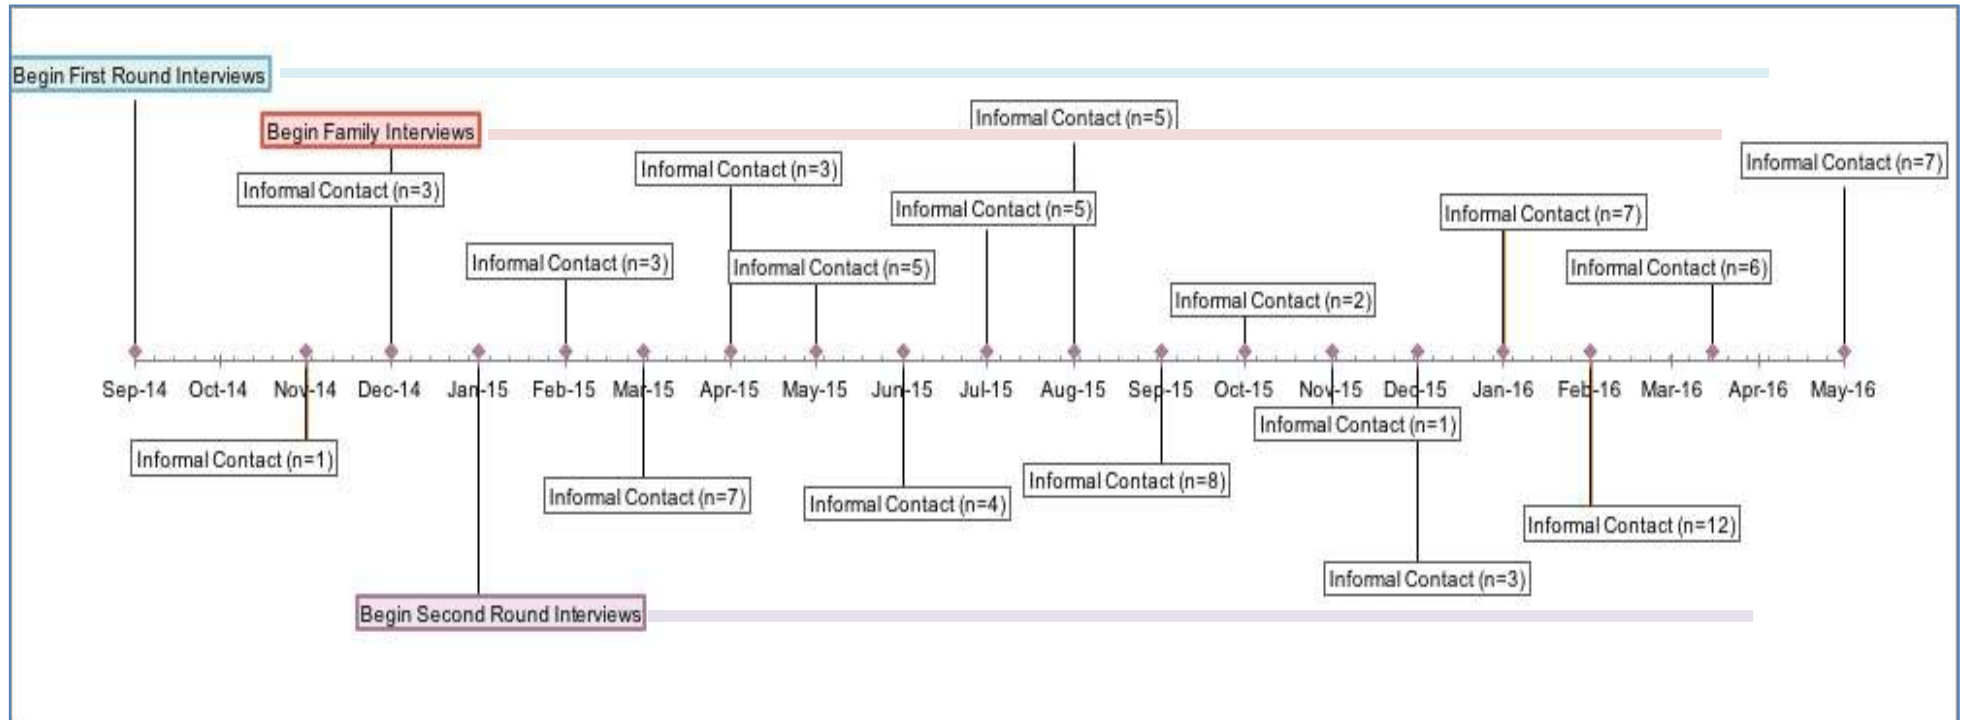 Begin First Round Interviews
Informal Contact (n=5)
Begin Family Interviews
Informal Contact (n=7)
Informal Contact (n=3)
Informal Contact (n=3)
Informal Contact (n=5)
Informal Contact (n=7)
Informal Contact (n=3)
Informal Contact (n=5)
Informal Contact (n=6)
Informal Contact (n=2)
Sep-14 Oct-14 Nov-14 Dec-14 Jan-15 Feb-15 Mar-15 Apr-15 May-15 Jun-15 Jul-15 Aug-15 Sep-15 Oct-15 Nov-15 Dec-15 Jan-16 Feb-16 Mar-16 Apr-16 May-16
Informal Contact (n=1)
Informal Contact (n=1)
Informal Contact (n=8)
Informal Contact (n=7)
Informal Contact (n=4)
Informal Contact (n=12)
Informal Contact (n=3)
Begin Second Round Interviews